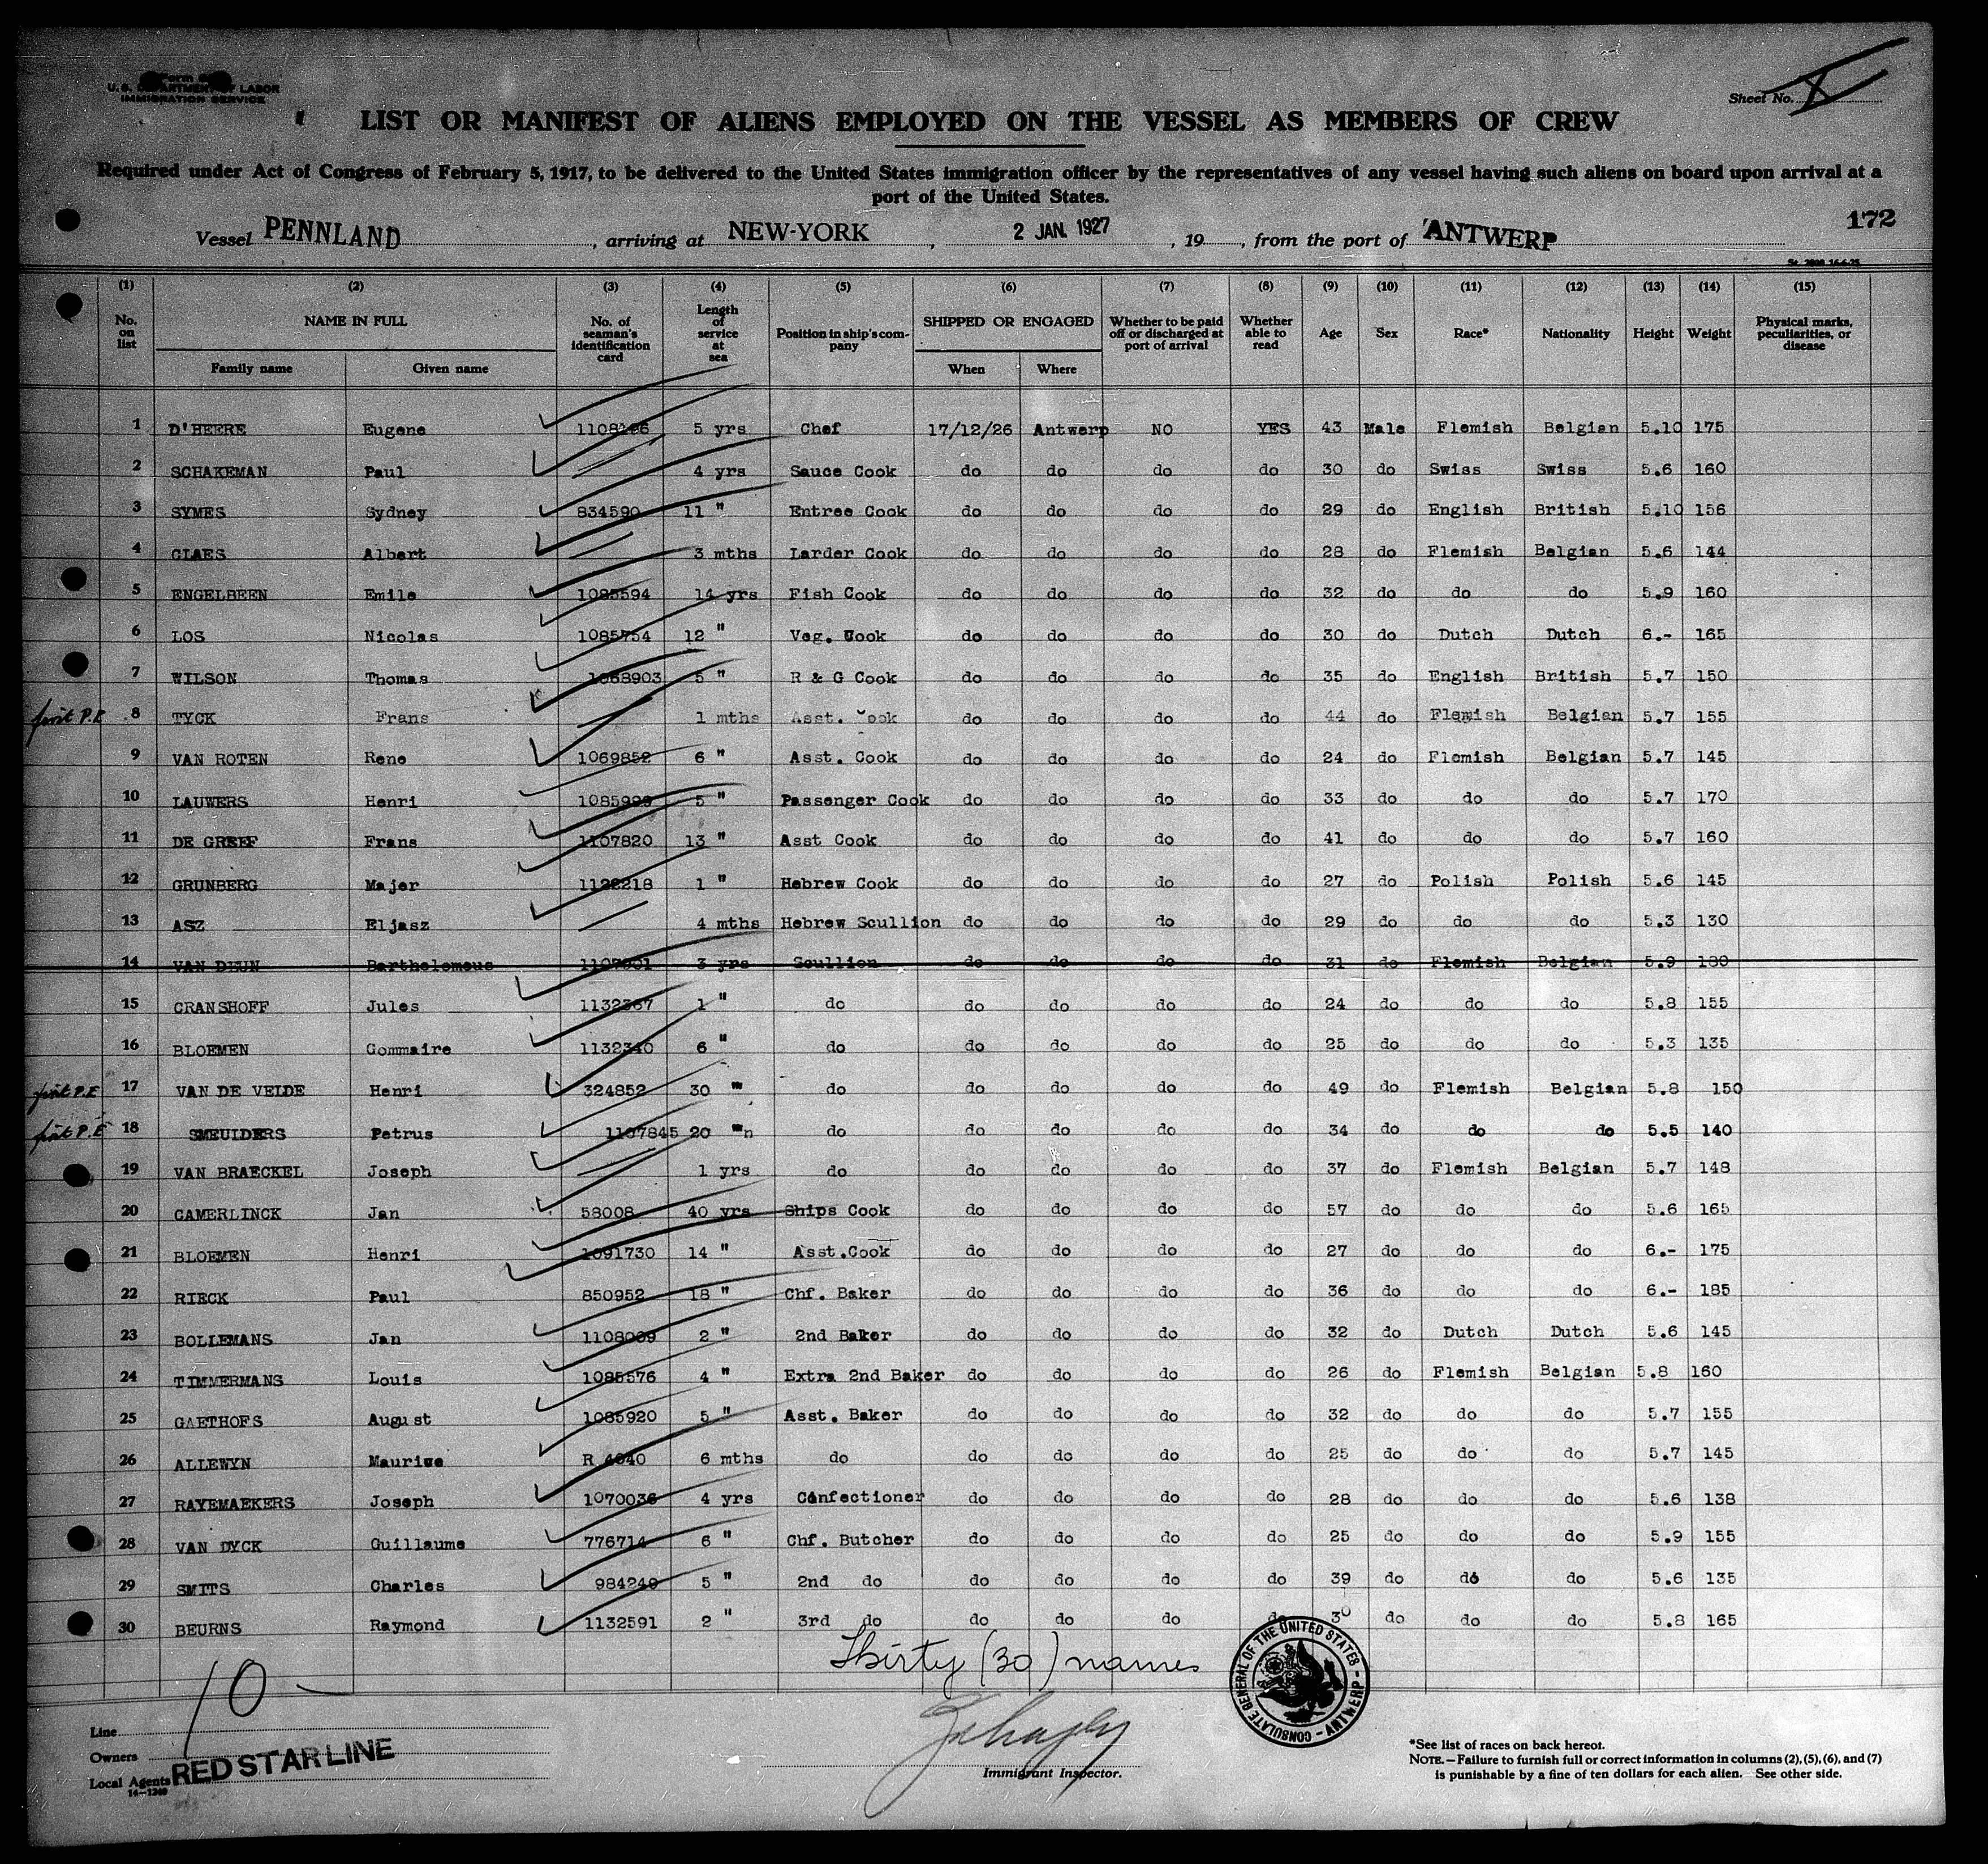 Form
U. S. DEPARTMENT OF LABOR
IMMIGRATION SERVICE
Sheet No. X
LIST OR MANIFEST OF ALIENS EMPLOYED ON THE VESSEL AS MEMBERS OF CREW
Required under Act of Congress of February 5, 1917, to be delivered to the United States immigration officer by the representatives of any vessel having such aliens on board upon arrival at a
port of the United States.
172
Vessel PENNLAND, arriving at NEW-YORK, 2 JAN. 1927, 19, from the port of ANTWERP
(1) (2) (3) (4) (5) (6) (7) (8) (9) (10) (11) (12) (13) (14) (15)
No. on list NAME IN FULL No. of seaman's identification card Length of service at sea Position in ship's company SHIPPED OR ENGAGED Whether to be paid off or discharged at port of arrival Whether able to read Age Sex Race* Nationality Height Weight Physical marks, peculiarities, or disease
Family name Given name When Where
1 D'HEERE Eugene 5 yrs Chef 17/12/26 Antwerp NO YES 43 Male Flemish Belgian 5.10 175
2 SCHAKEMAN Paul 4 yrs Sauce Cook do do do do 30 do Swiss Swiss 5.6 160
3 SYMES Sydney 834590 11 " Entree Cook do do do do 29 do English British 5.10 156
4 CLAES Albert 3 mths Larder Cook do do do do 28 do Flemish Belgian 5.6 144
5 ENGELBEEN Emile 1085594 14 yrs Fish Cook do do do do 32 do do do 5.9 160
6 LOS Nicolas 1085754 12 " Veg. Cook do do do do 30 do Dutch Dutch 6.- 165
7 WILSON Thomas 1068903 5 " R & G Cook do do do do 35 do English British 5.7 150
first P.E 8 TYCK Frans 1 mths Asst. Cook do do do do 44 do Flemish Belgian 5.7 155
9 VAN ROTEN Rene 1069852 6 " Asst. Cook do do do do 24 do Flemish Belgian 5.7 145
10 LAUWERS Henri 5 " Passenger Cook do do do do 33 do do do 5.7 170
11 DE GREEF Frans 1107820 13 " Asst Cook do do do do 41 do do do 5.7 160
12 GRUNBERG Majer 1122218 1 " Hebrew Cook do do do do 27 do Polish Polish 5.6 145
13 ASZ Eljasz 4 mths Hebrew Scullion do do do do 29 do do do 5.3 130
14 VAN DEUN Bartholomeus 3 yrs Scullion do do do do 31 do Flemish Belgian 5.9 180
15 CRANSHOFF Jules 1132367 1 " do do do do do 24 do do do 5.8 155
16 BLOEMEN Gommaire 1132340 6 " do do do do do 25 do do do 5.3 135
first P.E 17 VAN DE VELDE Henri 324852 30 " do do do do do 49 do Flemish Belgian 5.8 150
first P.E 18 SMEULDERS Petrus 1107845 20 "n do do do do do 34 do do do 5.5 140
19 VAN BRAECKEL Joseph 1 yrs do do do do do 37 do Flemish Belgian 5.7 148
20 CAMERLINCK Jan 58008 40 yrs Ships Cook do do do do 57 do do do 5.6 165
21 BLOEMEN Henri 1091730 14 " Asst.Cook do do do do 27 do do do 6.- 175
22 RIECK Paul 850952 18 " Chf. Baker do do do do 36 do do do 6.- 185
23 BOLLEMANS Jan 1108009 2 " 2nd Baker do do do do 32 do Dutch Dutch 5.6 145
24 TIMMERMANS Louis 1085576 4 " Extra 2nd Baker do do do do 26 do Flemish Belgian 5.8 160
25 GAETHOFS August 1085920 5 " Asst. Baker do do do do 32 do do do 5.7 155
26 ALLEWYN Maurice R 4040 6 mths do do do do do 25 do do do 5.7 145
27 RAYEMAEKERS Joseph 1070036 4 yrs Confectioner do do do do 28 do do do 5.6 138
28 VAN DYCK Guillaume 776714 6 " Chf. Butcher do do do do 25 do do do 5.9 155
29 SMITS Charles 984249 5 " 2nd do do do do do 39 do do do 5.6 135
30 BEURNS Raymond 1132591 2 " 3rd do do do do do 30 do do do 5.8 165
Thirty (30) names
10 -
CONSULATE GENERAL OF THE UNITED STATES - ANTWERP
Line
Owners
Local Agents RED STAR LINE
14-1240
Immigrant Inspector.
*See list of races on back hereof.
NOTE.—Failure to furnish full or correct information in columns (2), (5), (6), and (7)
is punishable by a fine of ten dollars for each alien. See other side.